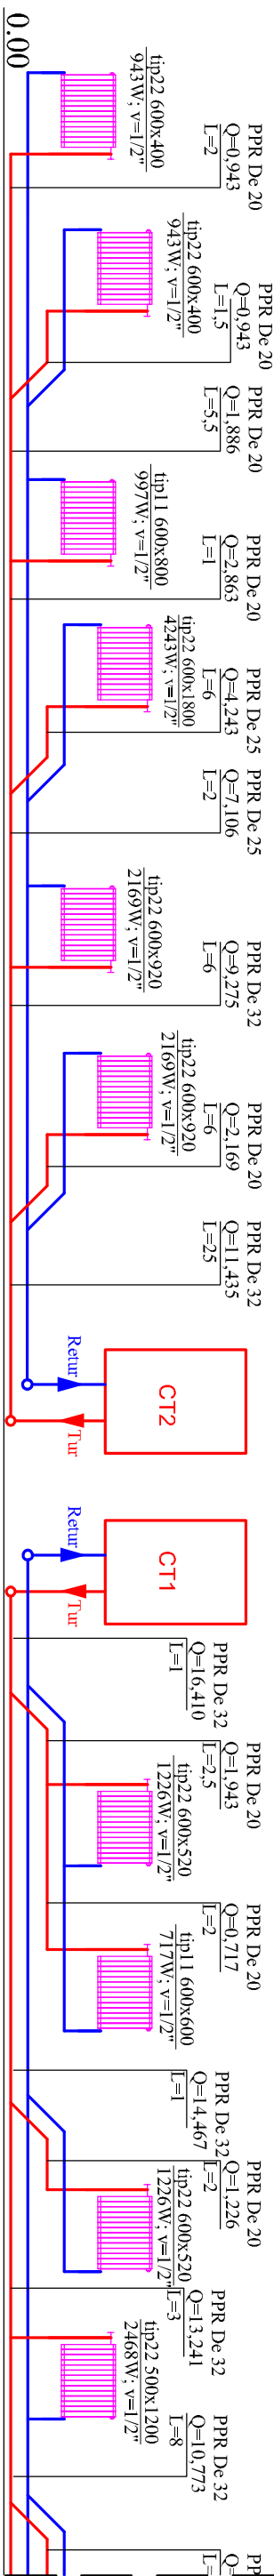 0.00
tip22 600x400
943W; v=1/2"
PPR De 20
Q=0,943
L=2
tip22 600x400
943W; v=1/2"
PPR De 20
Q=0,943
L=1,5
PPR De 20
Q=1,886
L=5,5
tip11 600x800
997W; v=1/2"
PPR De 20
Q=2,863
L=1
tip22 600x1800
4243W; v=1/2"
PPR De 25
Q=4,243
L=6
PPR De 25
Q=7,106
L=2
tip22 600x920
2169W; v=1/2"
PPR De 32
Q=9,275
L=6
tip22 600x920
2169W; v=1/2"
PPR De 20
Q=2,169
L=6
PPR De 32
Q=11,435
L=25
Retur
Tur
CT2
Retur
Tur
CT1
PPR De 32
Q=16,410
L=1
PPR De 20
Q=1,943
L=2,5
tip22 600x520
1226W; v=1/2"
PPR De 20
Q=0,717
L=2
tip11 600x600
717W; v=1/2"
PPR De 32
Q=14,467
L=1
PPR De 20
Q=1,226
L=2
tip22 600x520
1226W; v=1/2"
PPR De 32
Q=13,241
L=3
tip22 500x1200
2468W; v=1/2"
PPR De 32
Q=10,773
L=8
Q=
L=